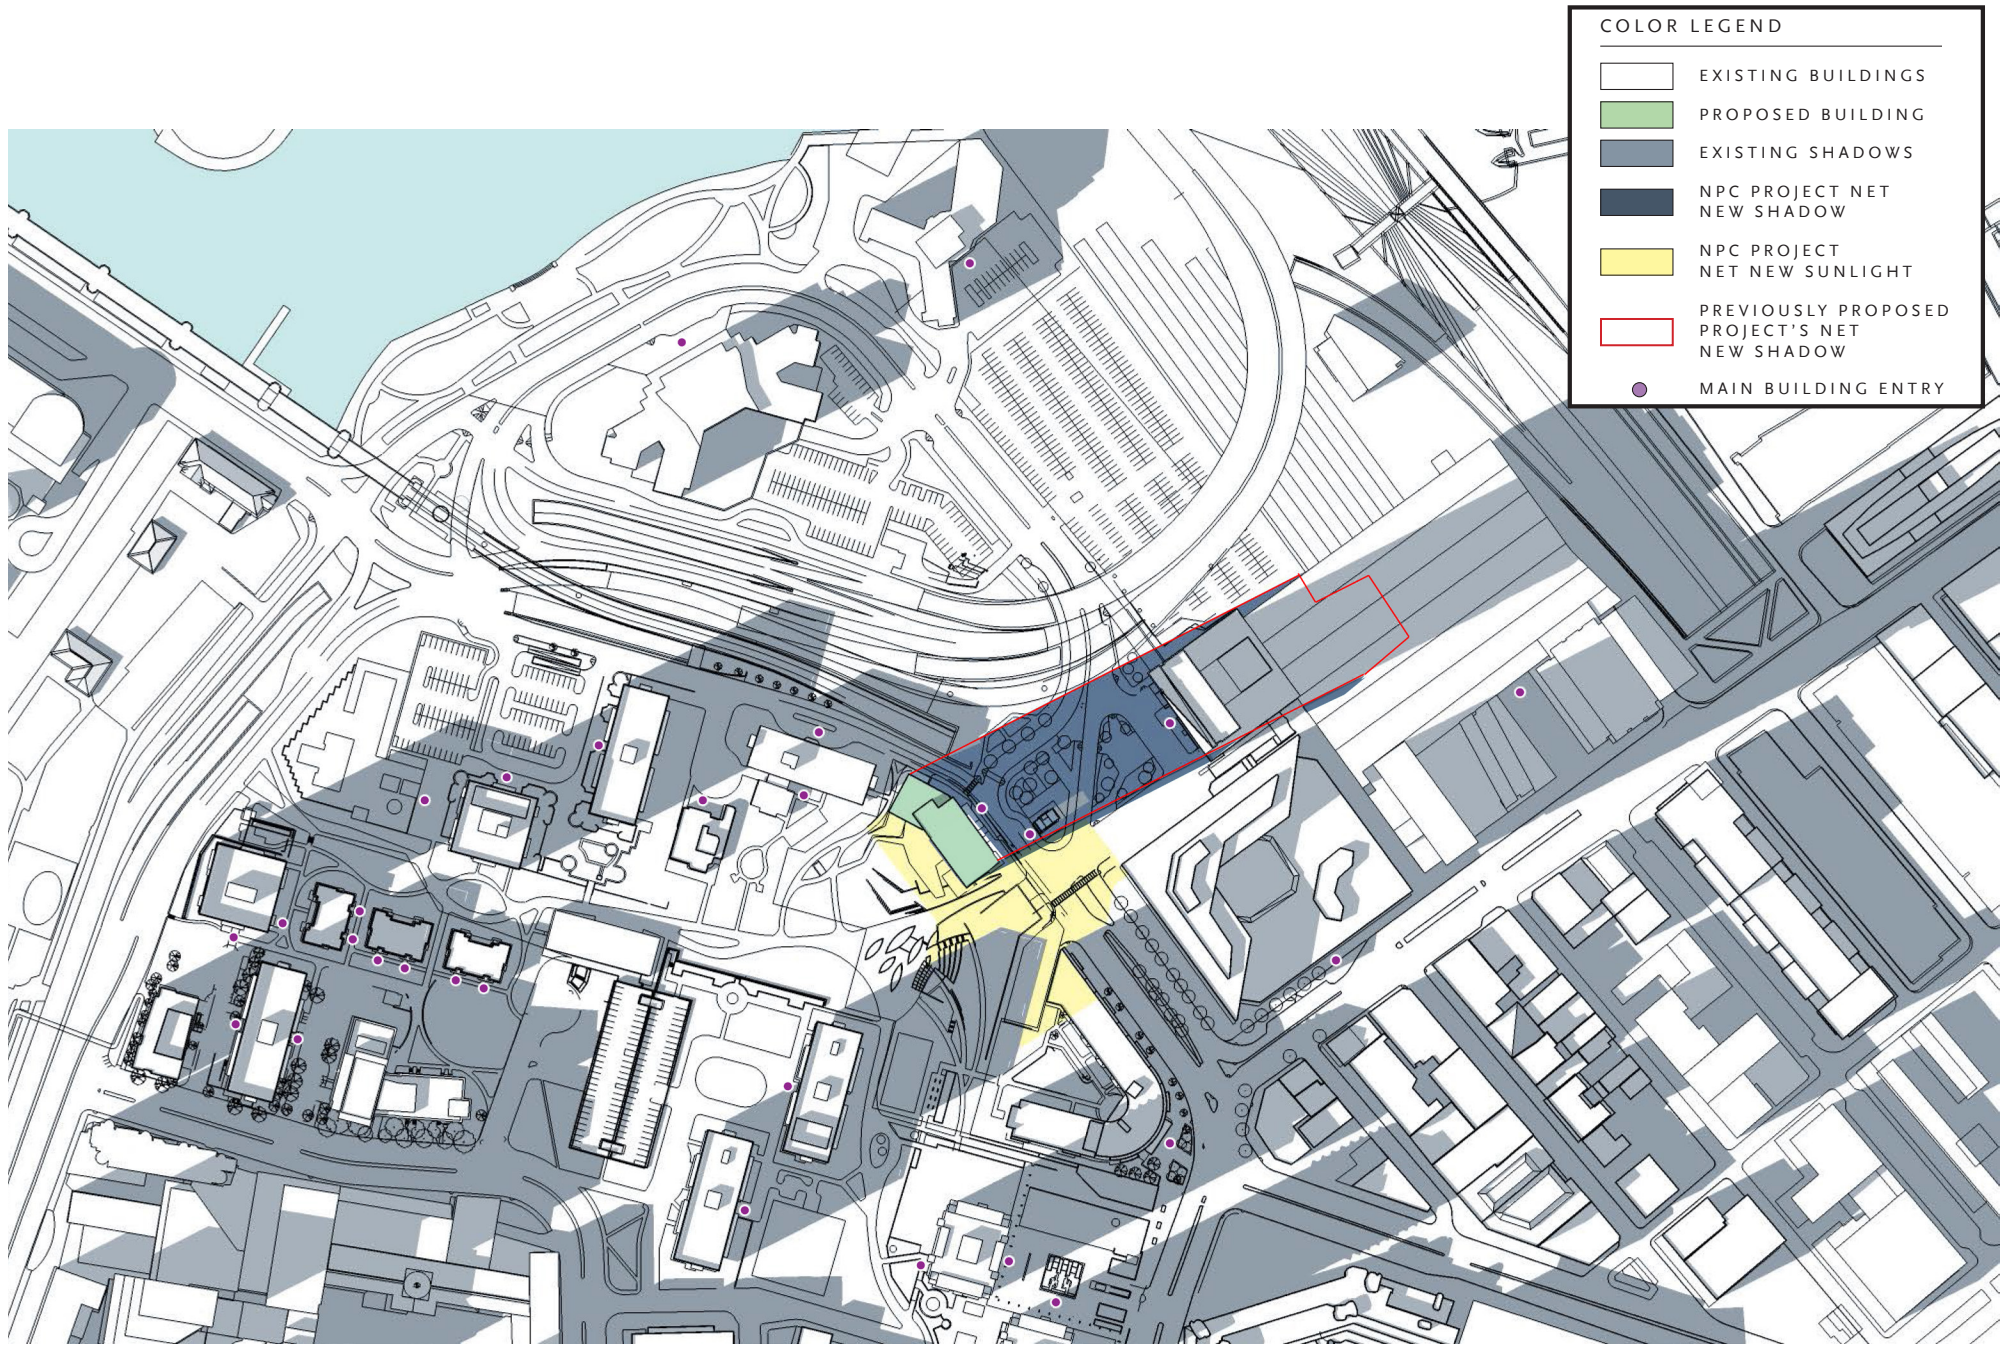 COLOR LEGEND
EXISTING BUILDINGS
PROPOSED BUILDING
EXISTING SHADOWS
NPC PROJECT NET
NEW SHADOW
NPC PROJECT
NET NEW SUNLIGHT
PREVIOUSLY PROPOSED
PROJECT'S NET
NEW SHADOW
MAIN BUILDING ENTRY